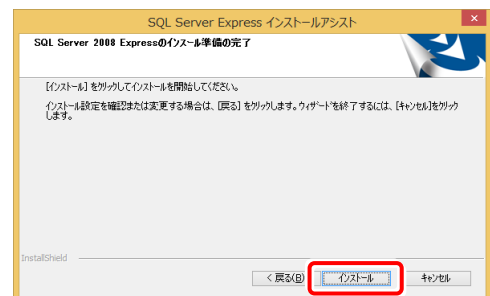 SQL Server Express インストールアシスト
SQL Server 2008 Expressのインストール準備の完了
[インストール] をクリックしてインストールを開始してください。
インストール設定を確認または変更する場合は、[戻る] をクリックします。ウィザードを終了するには、[キャンセル]をクリック
します。
InstallShield
< 戻る(B)
インストール
キャンセル